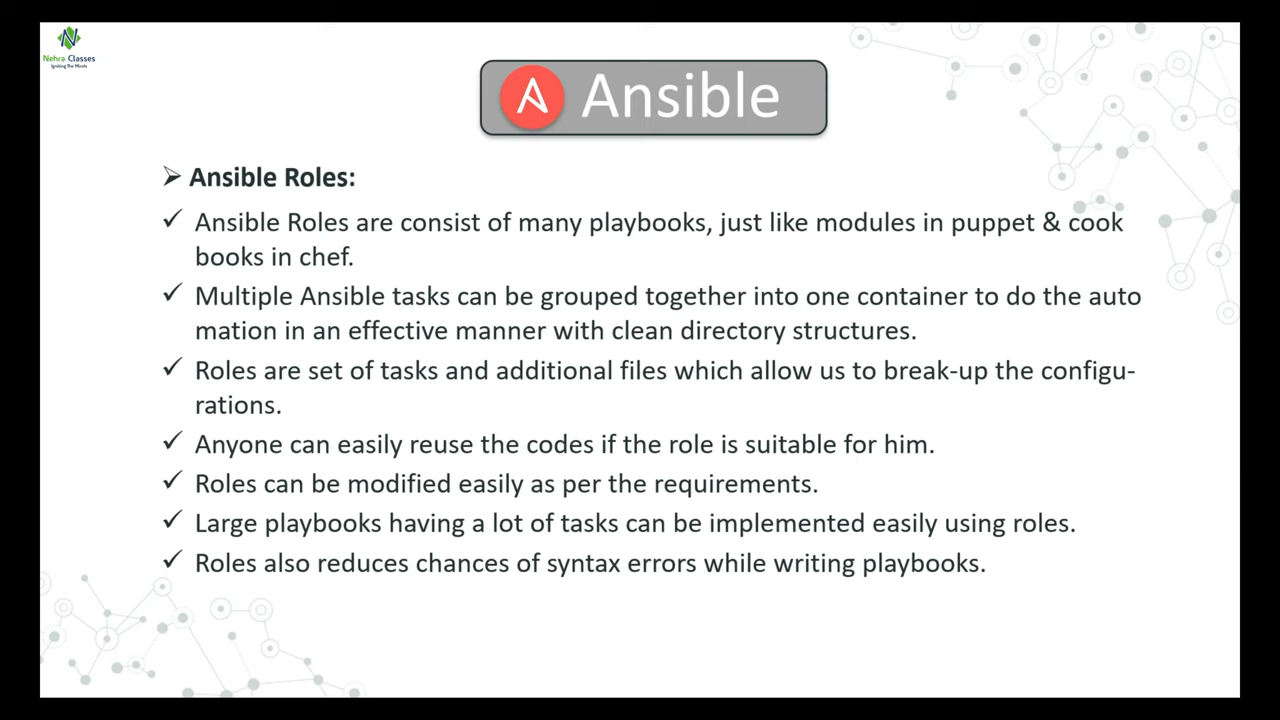 Nehra Classes
Igniting The Minds
Ansible
Ansible Roles:
Ansible Roles are consist of many playbooks, just like modules in puppet & cook
books in chef.
Multiple Ansible tasks can be grouped together into one container to do the auto
mation in an effective manner with clean directory structures.
Roles are set of tasks and additional files which allow us to break-up the configu-
rations.
Anyone can easily reuse the codes if the role is suitable for him.
Roles can be modified easily as per the requirements.
Large playbooks having a lot of tasks can be implemented easily using roles.
Roles also reduces chances of syntax errors while writing playbooks.